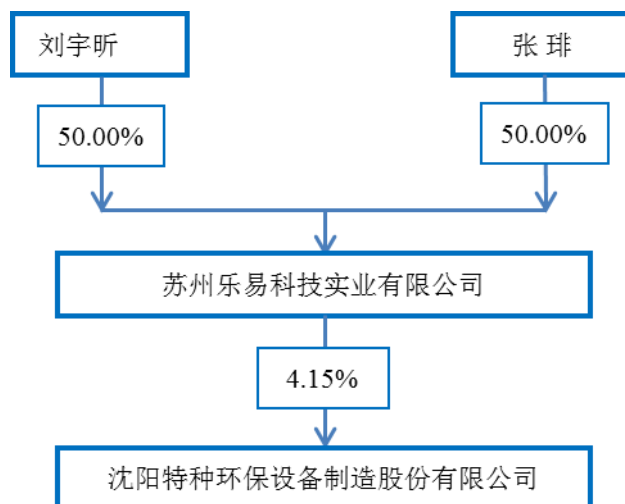 刘宇昕
张 琲
50.00%
50.00%
苏州乐易科技实业有限公司
4.15%
沈阳特种环保设备制造股份有限公司